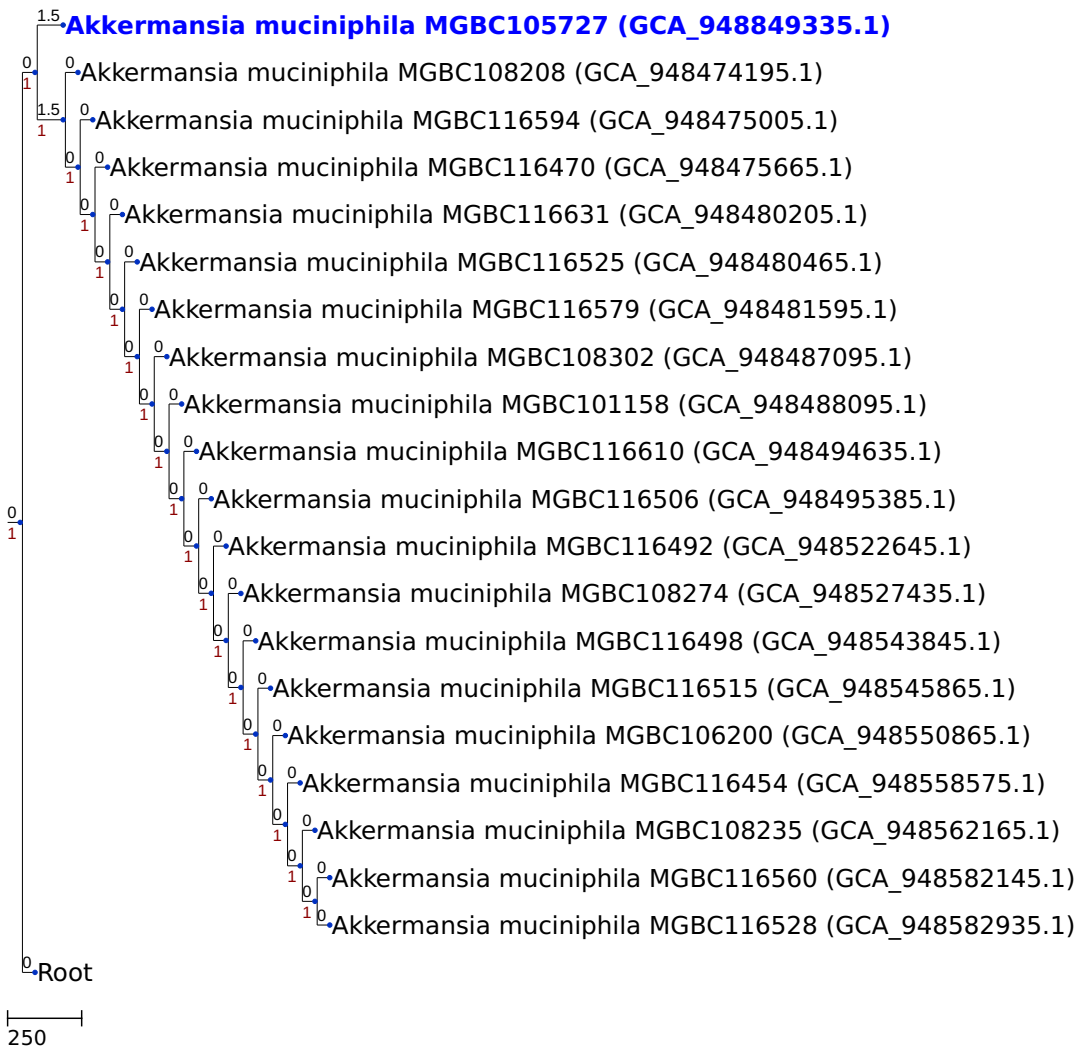 1.5 Akkermansia muciniphila MGBC105727 (GCA_948849335.1)
0 0 Akkermansia muciniphila MGBC108208 (GCA_948474195.1)
1
1.5 0 Akkermansia muciniphila MGBC116594 (GCA_948475005.1)
1
0 0 Akkermansia muciniphila MGBC116470 (GCA_948475665.1)
1
0 0 Akkermansia muciniphila MGBC116631 (GCA_948480205.1)
1
0 0 Akkermansia muciniphila MGBC116525 (GCA_948480465.1)
1
0 0 Akkermansia muciniphila MGBC116579 (GCA_948481595.1)
1
0 0 Akkermansia muciniphila MGBC108302 (GCA_948487095.1)
1
0 0 Akkermansia muciniphila MGBC101158 (GCA_948488095.1)
1
0 0 Akkermansia muciniphila MGBC116610 (GCA_948494635.1)
1
0 0 Akkermansia muciniphila MGBC116506 (GCA_948495385.1)
1
0
1
0 0 Akkermansia muciniphila MGBC116492 (GCA_948522645.1)
1
0 0 Akkermansia muciniphila MGBC108274 (GCA_948527435.1)
1
0 0 Akkermansia muciniphila MGBC116498 (GCA_948543845.1)
1
0 0 Akkermansia muciniphila MGBC116515 (GCA_948545865.1)
1
0 0 Akkermansia muciniphila MGBC106200 (GCA_948550865.1)
1
0 0 Akkermansia muciniphila MGBC116454 (GCA_948558575.1)
1
0 0 Akkermansia muciniphila MGBC108235 (GCA_948562165.1)
1
0 0 Akkermansia muciniphila MGBC116560 (GCA_948582145.1)
1
0 0 Akkermansia muciniphila MGBC116528 (GCA_948582935.1)
1
0 Root
250